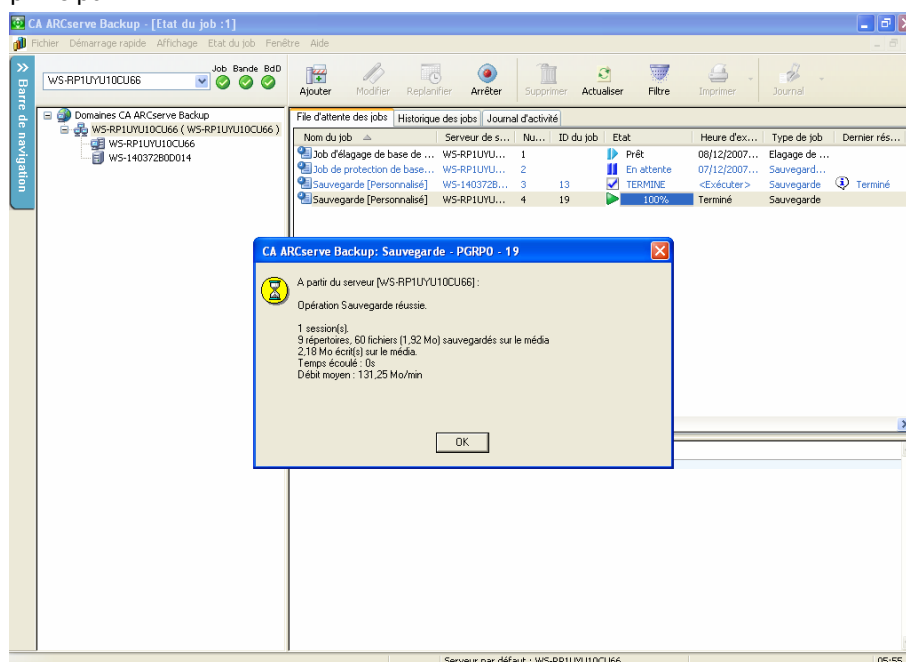 CA ARCserve Backup - [Etat du job :1]
Fichier Démarrage rapide Affichage Etat du job Fenêtre Aide
Barre de navigation
WS-RP1UYU10CU66
Job Bande BdD
Ajouter Modifier Replanifier Arrêter Supprimer Actualiser Filtre Imprimer Journal
Domaines CA ARCserve Backup
WS-RP1UYU10CU66 ( WS-RP1UYU10CU66 )
WS-RP1UYU10CU66
WS-140372B0D014
File d'attente des jobs Historique des jobs Journal d'activité
Nom du job Serveur de s... Nu... ID du job Etat Heure d'ex... Type de job Dernier rés...
Job d'élagage de base de ... WS-RP1UYU... 1 Prêt 08/12/2007... Elagage de ...
Job de protection de base... WS-RP1UYU... 2 En attente 07/12/2007... Sauvegard...
Sauvegarde [Personnalisé] WS-140372B... 3 13 TERMINE <Exécuter> Sauvegarde Terminé
Sauvegarde [Personnalisé] WS-RP1UYU... 4 19 100% Terminé Sauvegarde
CA ARCserve Backup: Sauvegarde - PGRP0 - 19
A partir du serveur [WS-RP1UYU10CU66] :
Opération Sauvegarde réussie.
1 session(s).
9 répertoires, 60 fichiers (1,92 Mo) sauvegardés sur le média
2,18 Mo écrit(s) sur le média.
Temps écoulé : 0s
Débit moyen : 131,25 Mo/min
OK
Serveur par défaut : WS-RP1UYU10CU66
05:55